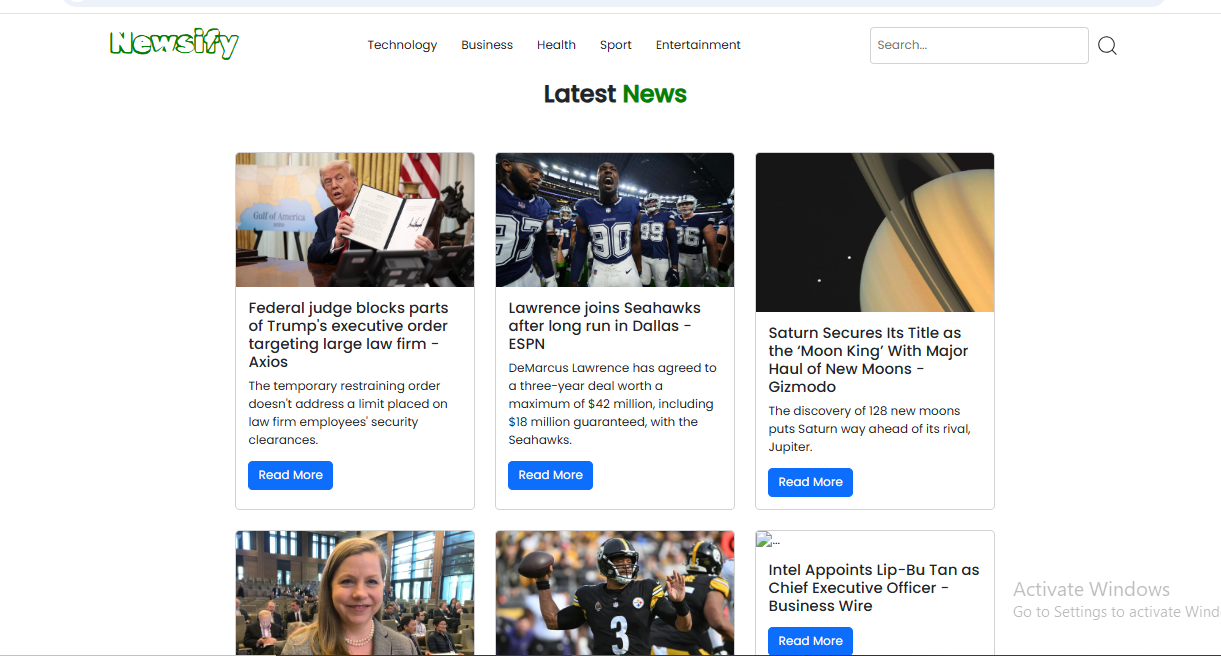 Newsify
Technology Business Health Sport Entertainment
Search...
Latest News
Gulf of America
97
90
99
96
Federal judge blocks parts
of Trump's executive order
targeting large law firm -
Axios
The temporary restraining order
doesn't address a limit placed on
law firm employees' security
clearances.
Read More
Lawrence joins Seahawks
after long run in Dallas -
ESPN
DeMarcus Lawrence has agreed to
a three-year deal worth a
maximum of $42 million, including
$18 million guaranteed, with the
Seahawks.
Read More
Saturn Secures Its Title as
the ‘Moon King’ With Major
Haul of New Moons -
Gizmodo
The discovery of 128 new moons
puts Saturn way ahead of its rival,
Jupiter.
Read More
3
...
Intel Appoints Lip-Bu Tan as
Chief Executive Officer -
Business Wire
Read More
Activate Windows
Go to Settings to activate Wind